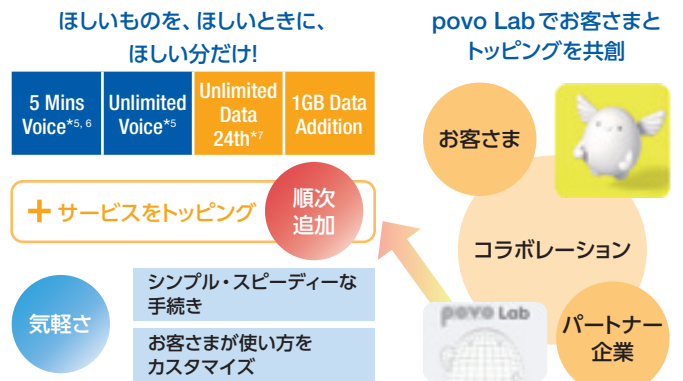 ほしいものを、ほしいときに、
ほしい分だけ!
5 Mins
Voice*5, 6
Unlimited
Voice*5
Unlimited
Data
24th*7
1GB Data
Addition
+ サービスをトッピング
順次
追加
気軽さ
シンプル・スピーディーな
手続き
お客さまが使い方を
カスタマイズ
povo Labでお客さまと
トッピングを共創
お客さま
コラボレーション
povo Lab
パートナー
企業